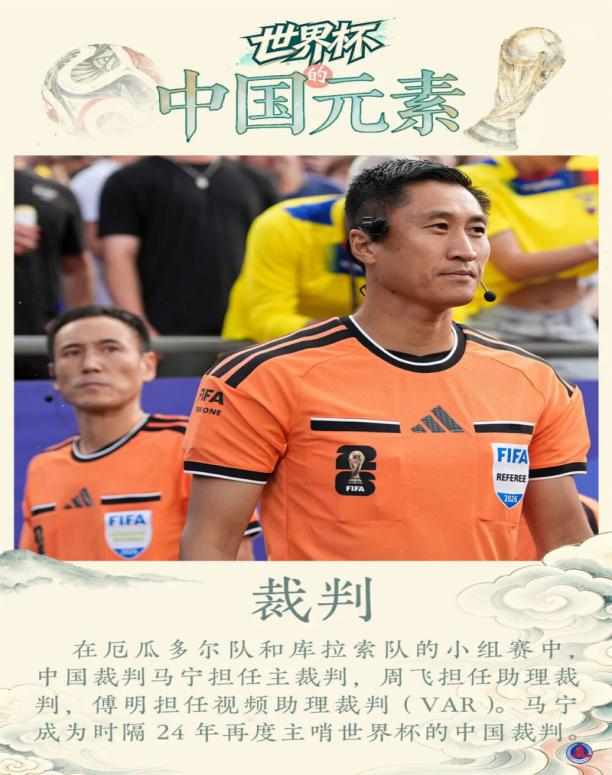 世界杯
的
中国元素
FIFA
FIFA
REFEREE
2026
26
FIFA
FIFA
2026
裁判
在厄瓜多尔队和库拉索队的小组赛中，
中国裁判马宁担任主裁判，周飞担任助理裁
判，傅明担任视频助理裁判（VAR）。马宁
成为时隔24年再度主哨世界杯的中国裁判。